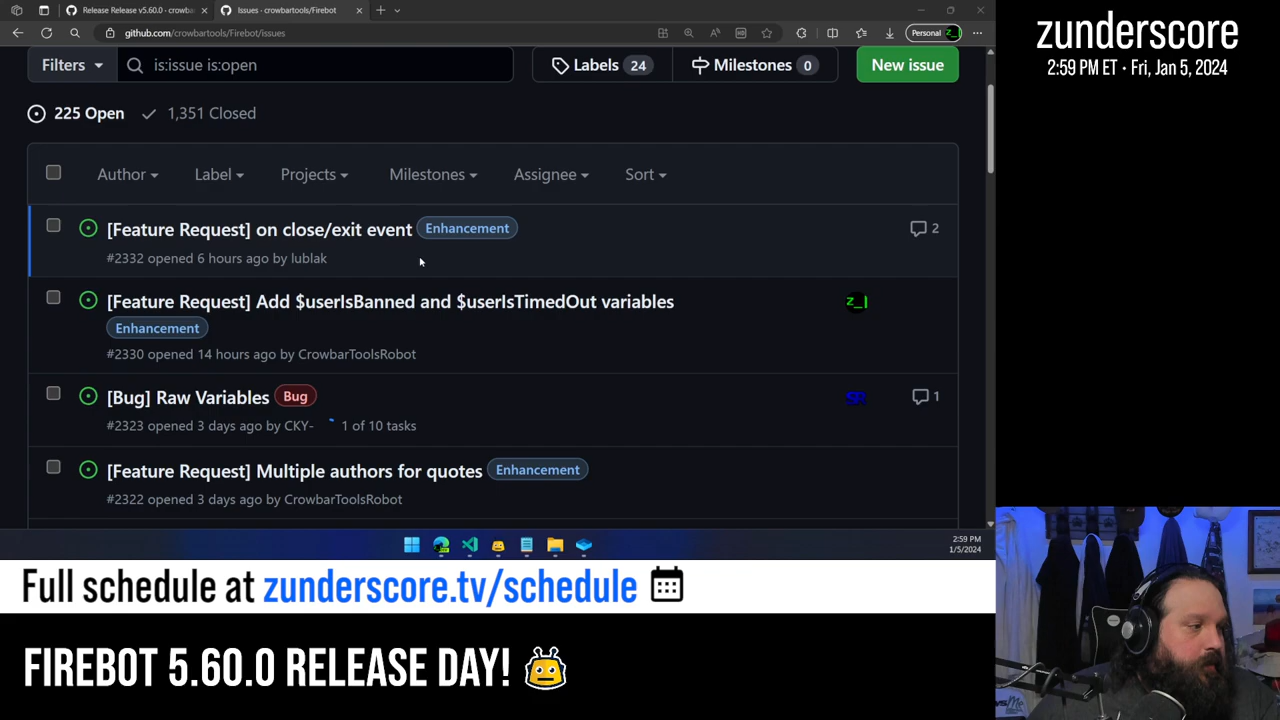 Release Release v5.60.0 · crowba
Issues · crowbartools/Firebot
github.com/crowbartools/Firebot/issues
Personal
Filters
is:issue is:open
Labels 24
Milestones 0
New issue
225 Open
1,351 Closed
Author
Label
Projects
Milestones
Assignee
Sort
[Feature Request] on close/exit event Enhancement
2
#2332 opened 6 hours ago by lublak
[Feature Request] Add $userIsBanned and $userIsTimedOut variables
z_|
Enhancement
#2330 opened 14 hours ago by CrowbarToolsRobot
[Bug] Raw Variables Bug
1
#2323 opened 3 days ago by CKY- 1 of 10 tasks
[Feature Request] Multiple authors for quotes Enhancement
#2322 opened 3 days ago by CrowbarToolsRobot
2:59 PM
1/5/2024
zunderscore
2:59 PM ET · Fri, Jan 5, 2024
Full schedule at zunderscore.tv/schedule
FIREBOT 5.60.0 RELEASE DAY!